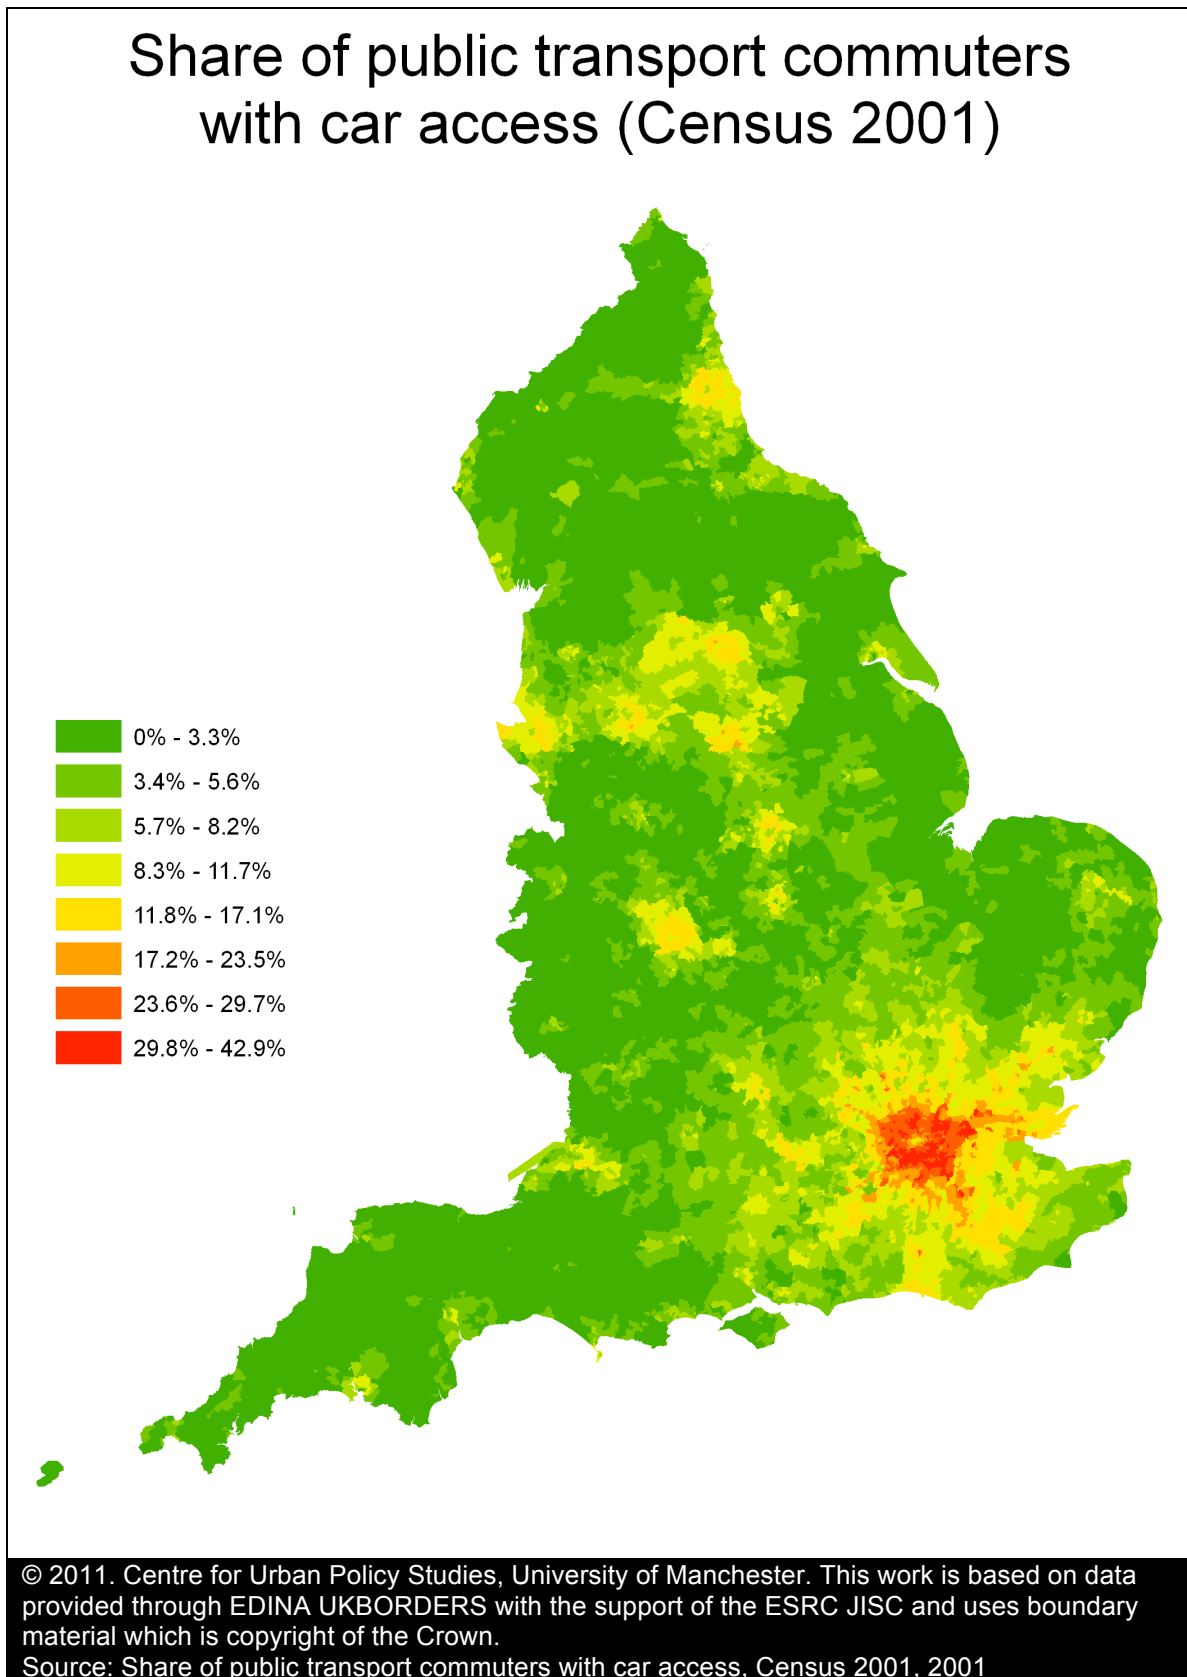 Share of public transport commuters
with car access (Census 2001)
0% - 3.3%
3.4% - 5.6%
5.7% - 8.2%
8.3% - 11.7%
11.8% - 17.1%
17.2% - 23.5%
23.6% - 29.7%
29.8% - 42.9%
© 2011. Centre for Urban Policy Studies, University of Manchester. This work is based on data
provided through EDINA UKBORDERS with the support of the ESRC JISC and uses boundary
material which is copyright of the Crown.
Source: Share of public transport commuters with car access, Census 2001, 2001